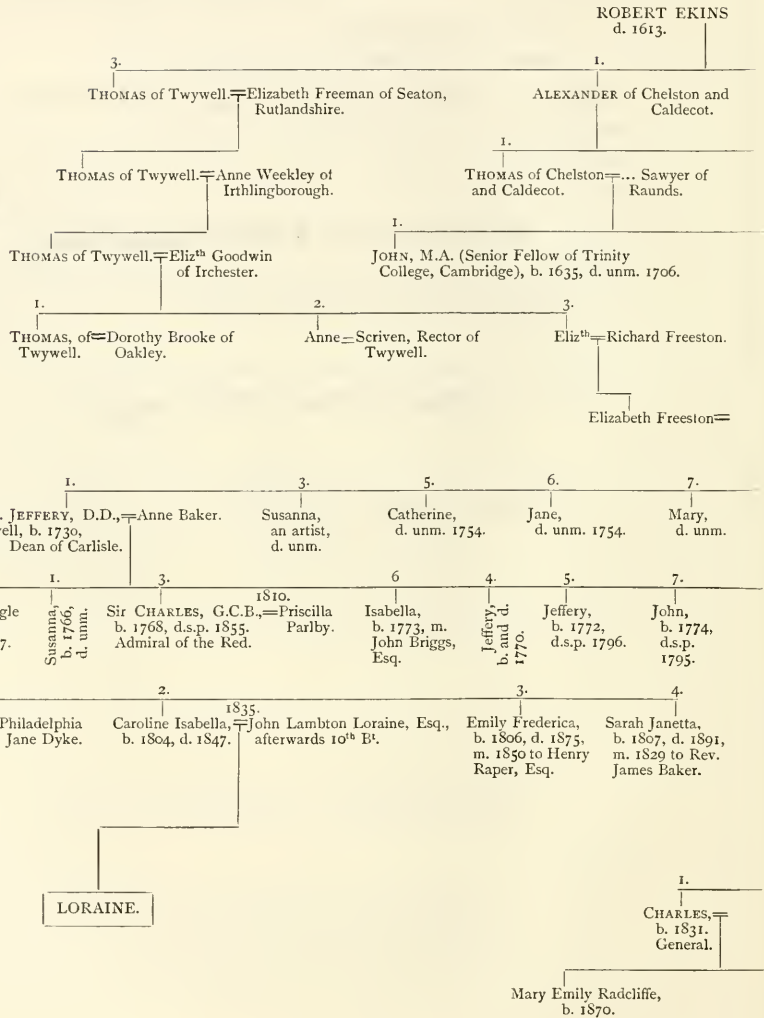 ROBERT EKINS
d. 1613.
3.
1.
THOMAS of Twywell.=Elizabeth Freeman of Seaton,
Rutlandshire.
ALEXANDER of Chelston and
Caldecot.
1.
THOMAS of Twywell.=Anne Weekley of
Irthlingborough.
THOMAS of Chelston=... Sawyer of
and Caldecot. Raunds.
1.
THOMAS of Twywell.=Elizth Goodwin
of Irchester.
JOHN, M.A. (Senior Fellow of Trinity
College, Cambridge), b. 1635, d. unm. 1706.
1.
2.
3.
THOMAS, of=Dorothy Brooke of
Twywell. Oakley.
Anne=Scriven, Rector of
Twywell.
Elizth=Richard Freeston.
Elizabeth Freeston=
1.
3.
5.
6.
7.
. JEFFERY, D.D.,=Anne Baker.
ell, b. 1730,
Dean of Carlisle.
Susanna,
an artist,
d. unm.
Catherine,
d. unm. 1754.
Jane,
d. unm. 1754.
Mary,
d. unm.
1.
3.
6
4.
5.
7.
gle
7.
Susanna,
b. 1766,
d. unm.
1810.
Sir CHARLES, G.C.B.,=Priscilla
b. 1768, d.s.p. 1855. Parlby.
Admiral of the Red.
Isabella,
b. 1773, m.
John Briggs,
Esq.
Jeffery,
b. and d.
1770.
Jeffery,
b. 1772,
d.s.p. 1796.
John,
b. 1774,
d.s.p.
1795.
2.
3.
4.
Philadelphia
Jane Dyke.
1835.
Caroline Isabella,=John Lambton Loraine, Esq.,
b. 1804, d. 1847. afterwards 10th Bt.
Emily Frederica,
b. 1806, d. 1875,
m. 1850 to Henry
Raper, Esq.
Sarah Janetta,
b. 1807, d. 1891,
m. 1829 to Rev.
James Baker.
LORAINE.
1.
CHARLES,=
b. 1831.
General.
Mary Emily Radcliffe,
b. 1870.